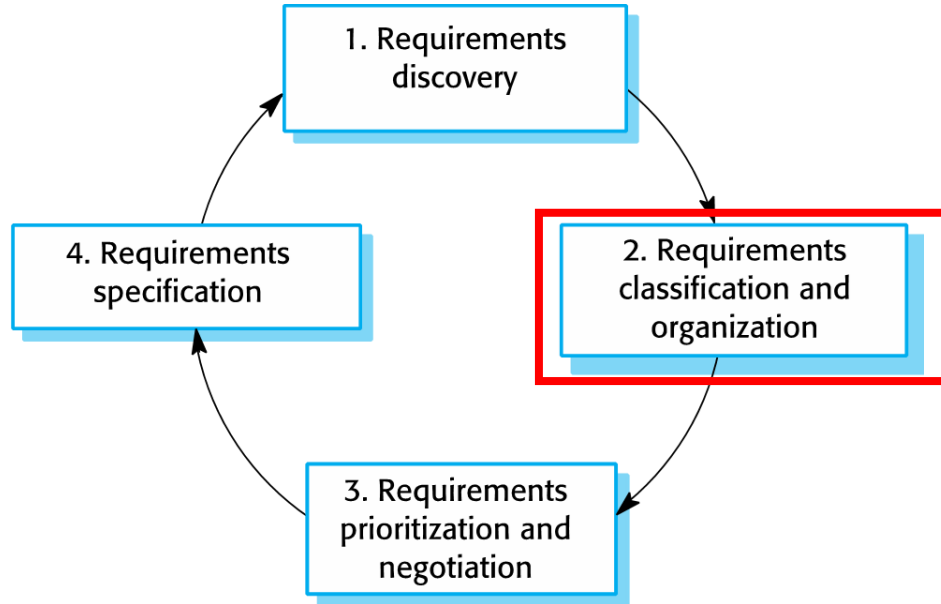 1. Requirements
discovery
2. Requirements
classification and
organization
3. Requirements
prioritization and
negotiation
4. Requirements
specification